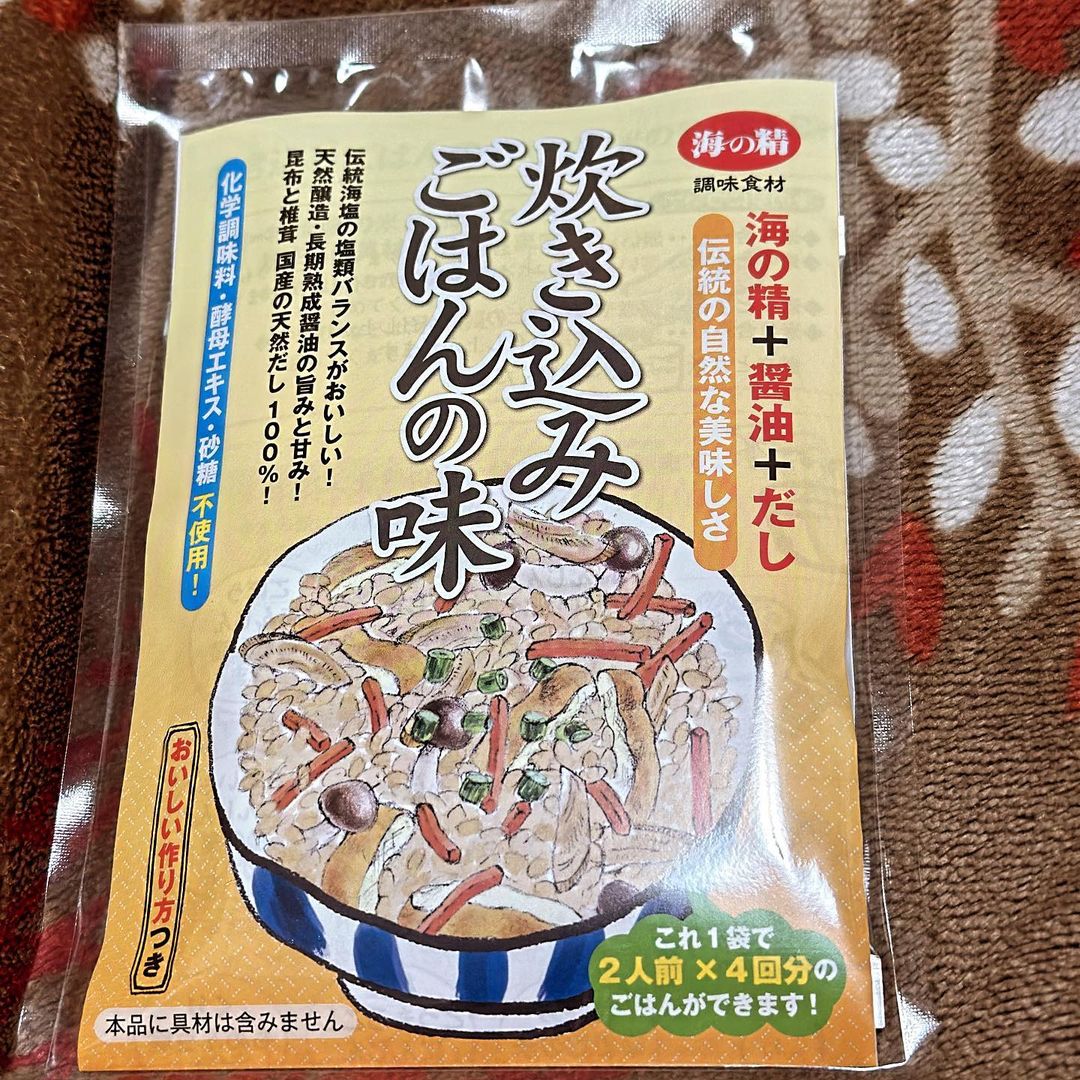 海の精
調味食材
海の精＋醤油＋だし
伝統の自然な美味しさ
炊き込み
ごはんの味
伝統海塩の塩類バランスがおいしい！
天然醸造・長期熟成醤油の旨みと甘み！
昆布と椎茸 国産の天然だし100％！
化学調味料・酵母エキス・砂糖 不使用！
おいしい作り方つき
これ1袋で
2人前×4回分の
ごはんができます！
本品に具材は含みません